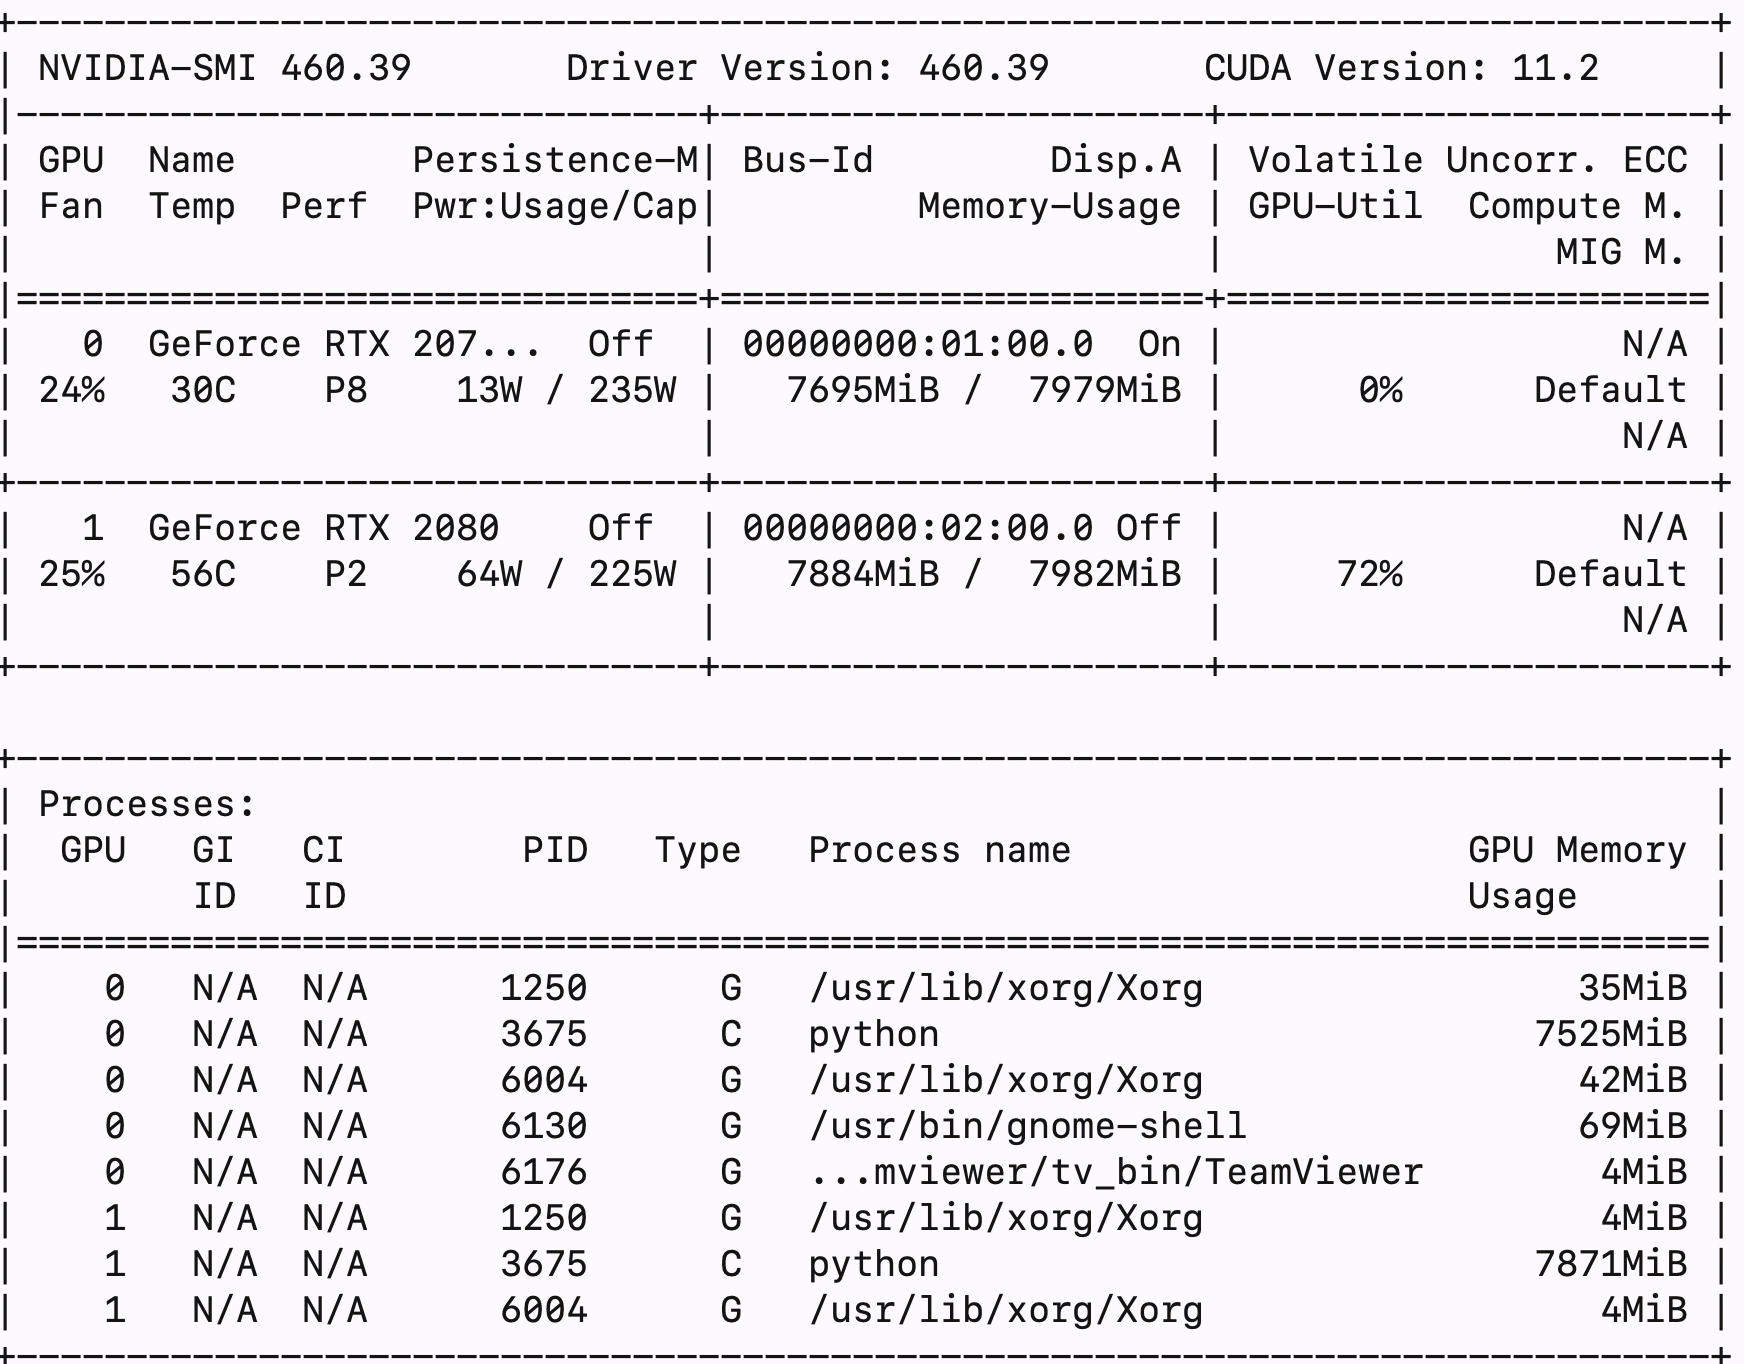 +-----------------------------------------------------------------------------+
| NVIDIA-SMI 460.39       Driver Version: 460.39       CUDA Version: 11.2     |
|-------------------------------+----------------------+----------------------+
| GPU  Name        Persistence-M| Bus-Id        Disp.A | Volatile Uncorr. ECC |
| Fan  Temp  Perf  Pwr:Usage/Cap|         Memory-Usage | GPU-Util  Compute M. |
|                               |                      |               MIG M. |
|===============================+======================+======================|
|   0  GeForce RTX 207...  Off  | 00000000:01:00.0  On |                  N/A |
| 24%   30C    P8    13W / 235W |   7695MiB /  7979MiB |      0%      Default |
|                               |                      |                  N/A |
+-------------------------------+----------------------+----------------------+
|   1  GeForce RTX 2080    Off  | 00000000:02:00.0 Off |                  N/A |
| 25%   56C    P2    64W / 225W |   7884MiB /  7982MiB |     72%      Default |
|                               |                      |                  N/A |
+-------------------------------+----------------------+----------------------+

+-----------------------------------------------------------------------------+
| Processes:                                                                  |
|  GPU   GI   CI        PID   Type   Process name                  GPU Memory |
|        ID   ID                                                   Usage      |
|=============================================================================|
|    0   N/A  N/A      1250      G   /usr/lib/xorg/Xorg                 35MiB |
|    0   N/A  N/A      3675      C   python                           7525MiB |
|    0   N/A  N/A      6004      G   /usr/lib/xorg/Xorg                 42MiB |
|    0   N/A  N/A      6130      G   /usr/bin/gnome-shell               69MiB |
|    0   N/A  N/A      6176      G   ...mviewer/tv_bin/TeamViewer        4MiB |
|    1   N/A  N/A      1250      G   /usr/lib/xorg/Xorg                  4MiB |
|    1   N/A  N/A      3675      C   python                           7871MiB |
|    1   N/A  N/A      6004      G   /usr/lib/xorg/Xorg                  4MiB |
+-----------------------------------------------------------------------------+